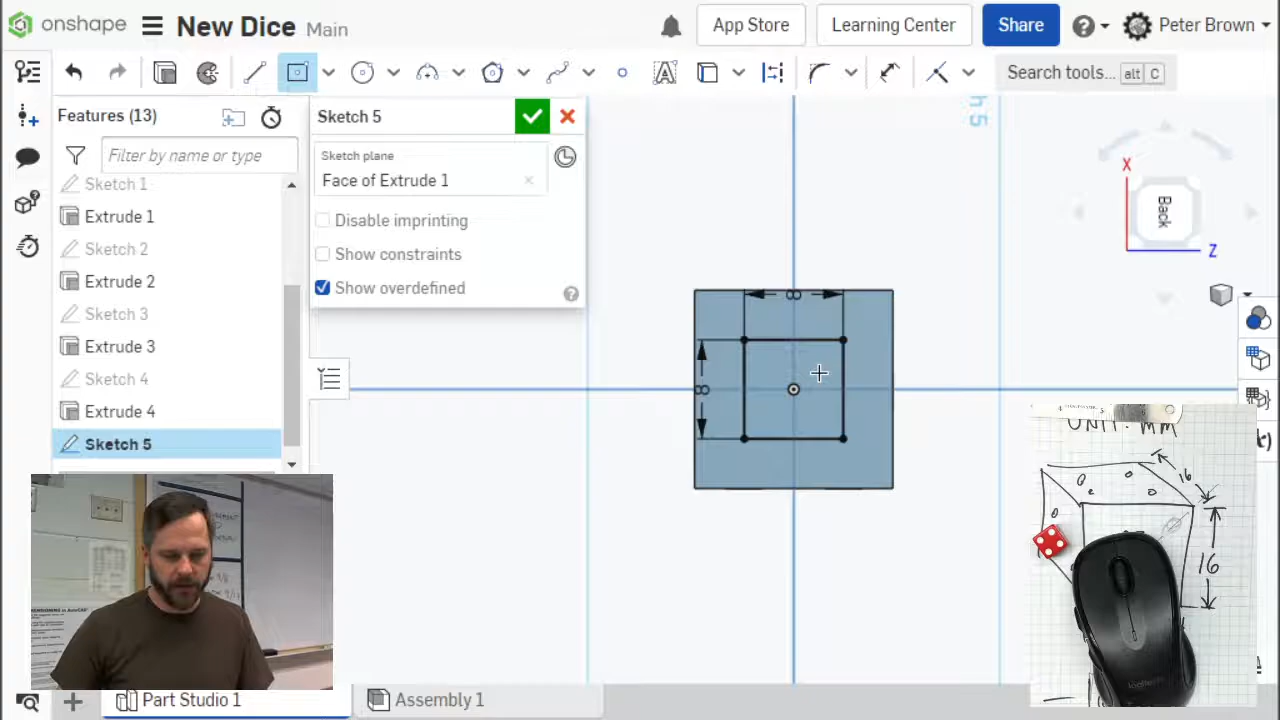 onshape New Dice Main App Store Learning Center Share Peter Brown
Search tools... alt C
Features (13)
Filter by name or type
Sketch 1
Extrude 1
Sketch 2
Extrude 2
Sketch 3
Extrude 3
Sketch 4
Extrude 4
Sketch 5
Sketch 5
Sketch plane
Face of Extrude 1
Disable imprinting
Show constraints
Show overdefined
8
8
X
Back
Z
UNIT: MM
16
16
Part Studio 1
Assembly 1